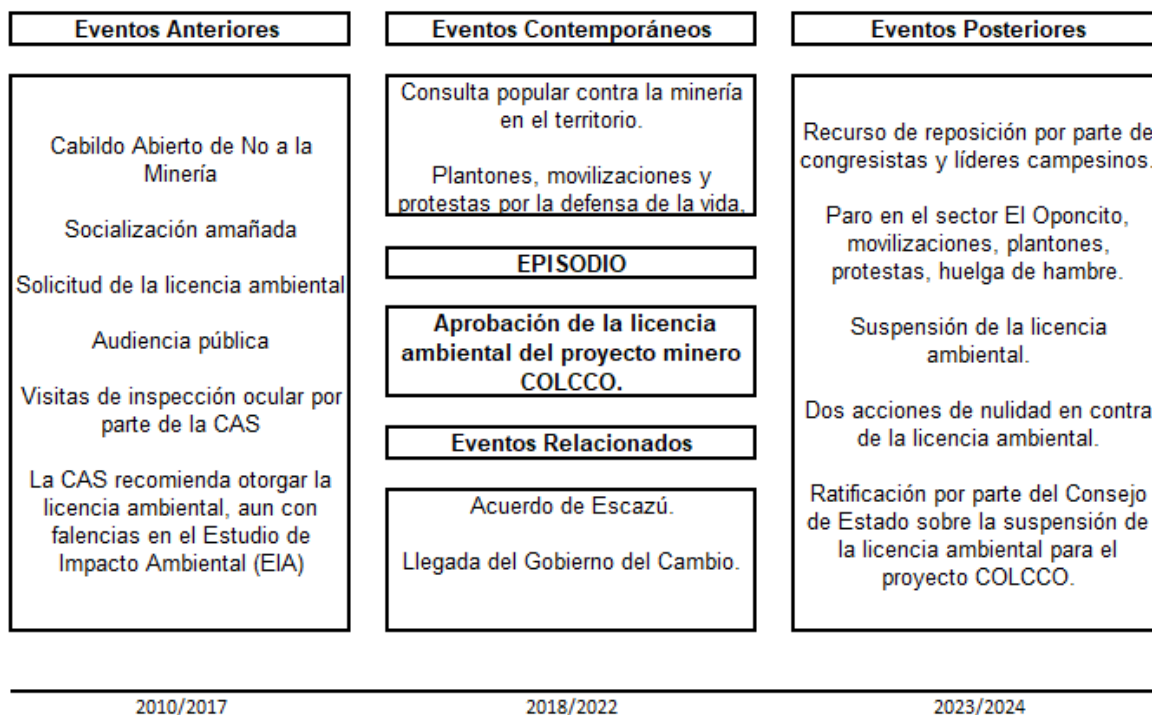 Eventos Anteriores
Cabildo Abierto de No a la
Minería
Socialización amañada
Solicitud de la licencia ambiental
Audiencia pública
Visitas de inspección ocular por
parte de la CAS
La CAS recomienda otorgar la
licencia ambiental, aun con
falencias en el Estudio de
Impacto Ambiental (EIA)
Eventos Contemporáneos
Consulta popular contra la minería
en el territorio.
Plantones, movilizaciones y
protestas por la defensa de la vida,
EPISODIO
Aprobación de la licencia
ambiental del proyecto minero
COLCCO.
Eventos Relacionados
Acuerdo de Escazú.
Llegada del Gobierno del Cambio.
Eventos Posteriores
Recurso de reposición por parte de
congresistas y líderes campesinos.
Paro en el sector El Oponcito,
movilizaciones, plantones,
protestas, huelga de hambre.
Suspensión de la licencia
ambiental.
Dos acciones de nulidad en contra
de la licencia ambiental.
Ratificación por parte del Consejo
de Estado sobre la suspensión de
la licencia ambiental para el
proyecto COLCCO.
2010/2017
2018/2022
2023/2024